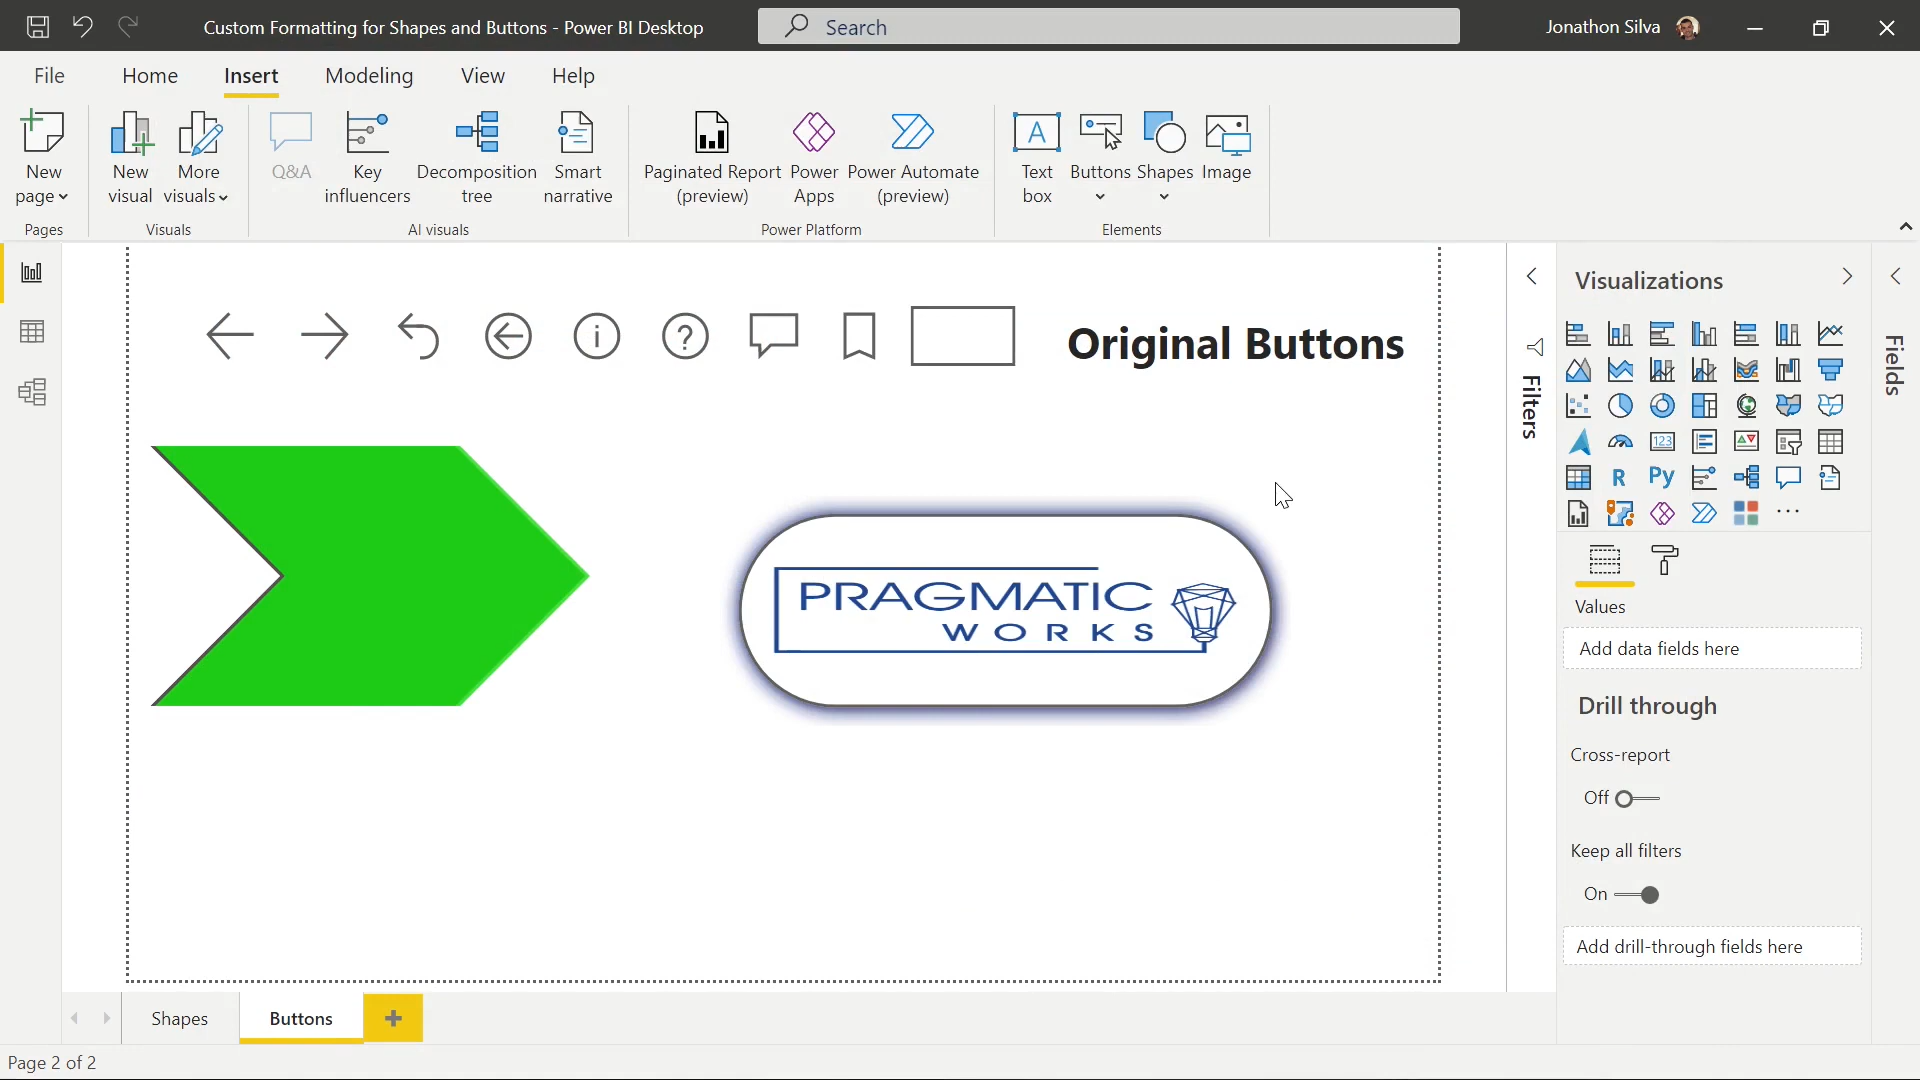 Custom Formatting for Shapes and Buttons - Power BI Desktop
Search
Jonathon Silva
File
Home
Insert
Modeling
View
Help
New
page
New
visual
More
visuals
Q&A
Key
influencers
Decomposition
tree
Smart
narrative
Paginated Report
(preview)
Power
Apps
Power Automate
(preview)
A
Text
box
Buttons
Shapes
Image
Pages
Visuals
AI visuals
Power Platform
Elements
i
?
Original Buttons
PRAGMATIC
WORKS
Filters
Visualizations
123
R
Py
...
Values
Add data fields here
Drill through
Cross-report
Off
Keep all filters
On
Add drill-through fields here
Fields
Shapes
Buttons
+
Page 2 of 2